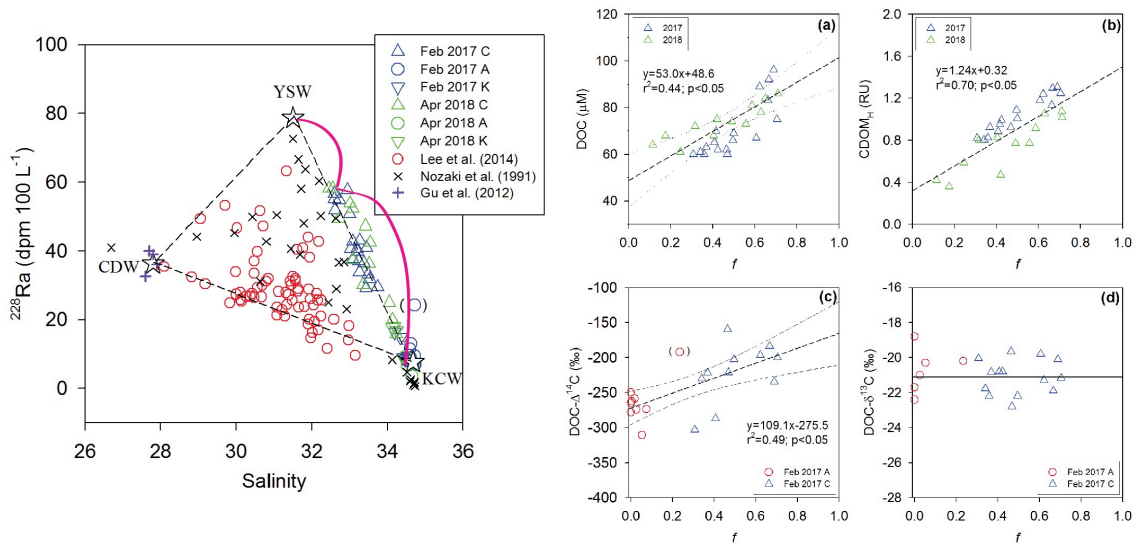 100
80
60
40
20
0
26
28
30
32
34
36
Salinity
²²⁸Ra (dpm 100 L⁻¹)
YSW
CDW
KCW
( )
Feb 2017 C
Feb 2017 A
Feb 2017 K
Apr 2018 C
Apr 2018 A
Apr 2018 K
Lee et al. (2014)
Nozaki et al. (1991)
Gu et al. (2012)
(a)
2017
2018
y=53.0x+48.6
r²=0.44; p<0.05
DOC (μM)
120
100
80
60
40
0.0 0.2 0.4 0.6 0.8 1.0
f
(b)
2017
2018
y=1.24x+0.32
r²=0.70; p<0.05
CDOM_H (RU)
1.8
1.5
1.2
0.9
0.6
0.3
0.0
0.0 0.2 0.4 0.6 0.8 1.0
f
(c)
( )
y=109.1x-275.5
r²=0.49; p<0.05
Feb 2017 A
Feb 2017 C
DOC-Δ¹⁴C (‰)
-100
-150
-200
-250
-300
-350
-400
0.0 0.2 0.4 0.6 0.8 1.0
f
(d)
Feb 2017 A
Feb 2017 C
DOC-δ¹³C (‰)
-14
-16
-18
-20
-22
-24
-26
-28
0.0 0.2 0.4 0.6 0.8 1.0
f